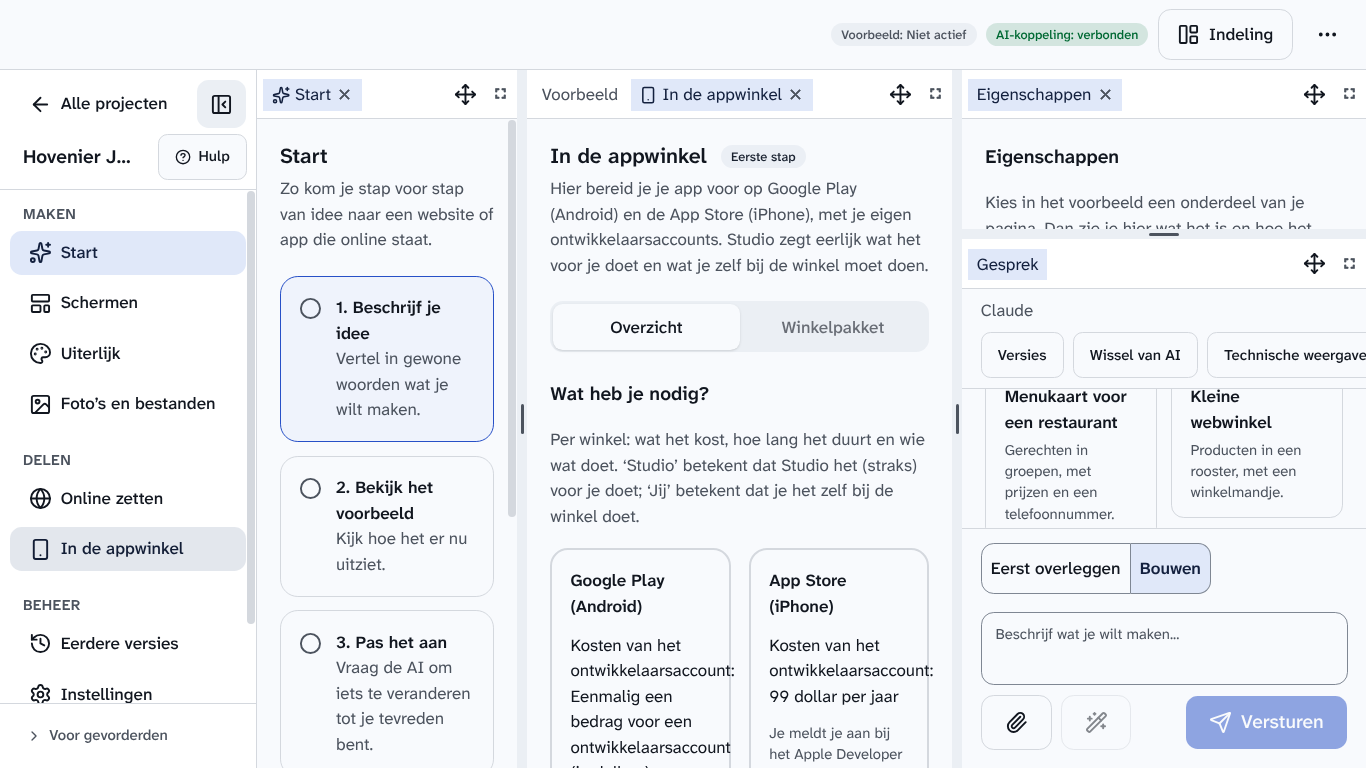 Voorbeeld: Niet actief
AI-koppeling: verbonden
Indeling
Alle projecten
Hovenier J...
Hulp
MAKEN
Start
Schermen
Uiterlijk
Foto's en bestanden
DELEN
Online zetten
In de appwinkel
BEHEER
Eerdere versies
Instellingen
Voor gevorderden
Start
Start
Zo kom je stap voor stap
van idee naar een website of
app die online staat.
1. Beschrijf je
idee
Vertel in gewone
woorden wat je
wilt maken.
2. Bekijk het
voorbeeld
Kijk hoe het er nu
uitziet.
3. Pas het aan
Vraag de AI om
iets te veranderen
tot je tevreden
bent.
Voorbeeld
In de appwinkel
In de appwinkel
Eerste stap
Hier bereid je je app voor op Google Play
(Android) en de App Store (iPhone), met je eigen
ontwikkelaarsaccounts. Studio zegt eerlijk wat het
voor je doet en wat je zelf bij de winkel moet doen.
Overzicht
Winkelpakket
Wat heb je nodig?
Per winkel: wat het kost, hoe lang het duurt en wie
wat doet. ‘Studio’ betekent dat Studio het (straks)
voor je doet; ‘Jij’ betekent dat je het zelf bij de
winkel doet.
Google Play
(Android)
Kosten van het
ontwikkelaarsaccount:
Eenmalig een
bedrag voor een
ontwikkelaarsaccount
App Store
(iPhone)
Kosten van het
ontwikkelaarsaccount:
99 dollar per jaar
Je meldt je aan bij
het Apple Developer
Eigenschappen
Eigenschappen
Kies in het voorbeeld een onderdeel van je
pagina. Dan zie je hier wat het is en hoe het
Gesprek
Claude
Versies
Wissel van AI
Technische weergave
Menukaart voor
een restaurant
Gerechten in
groepen, met
prijzen en een
telefoonnummer.
Kleine
webwinkel
Producten in een
rooster, met een
winkelmandje.
Eerst overleggen
Bouwen
Beschrijf wat je wilt maken...
Versturen